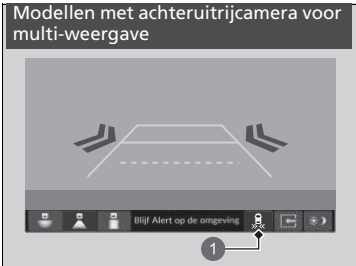 Modellen met achteruitrijcamera voor
multi-weergave
Blijf Alert op de omgeving
1